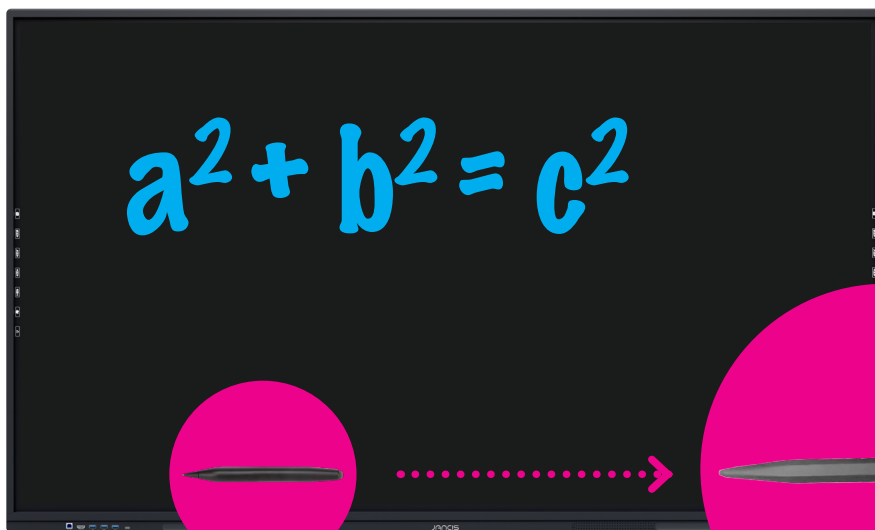 a² + b² = c²